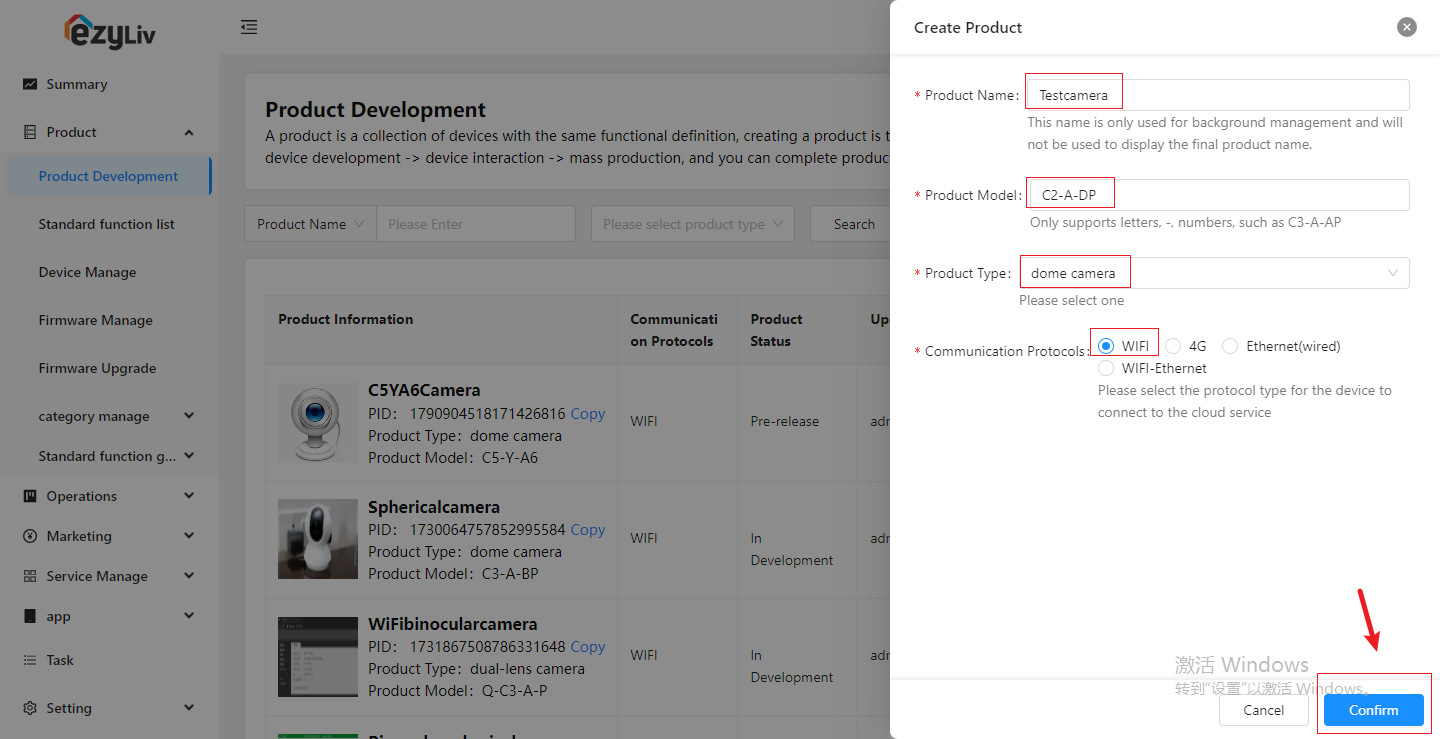 ezyLiv
Summary
Product
Product Development
Standard function list
Device Manage
Firmware Manage
Firmware Upgrade
category manage
Standard function g...
Operations
Marketing
Service Manage
app
Task
Setting
Product Development
A product is a collection of devices with the same functional definition, creating a product is t
device development -> device interaction -> mass production, and you can complete produc
Product Name
Please Enter
Please select product type
Search
Product Information
Communicati
on Protocols
Product
Status
Up
C5YA6Camera
PID: 1790904518171426816 Copy
Product Type: dome camera
Product Model: C5-Y-A6
WIFI
Pre-release
adr
Sphericalcamera
PID: 1730064757852995584 Copy
Product Type: dome camera
Product Model: C3-A-BP
WIFI
In
Development
adr
WiFibinocularcamera
PID: 1731867508786331648 Copy
Product Type: dual-lens camera
Product Model: Q-C3-A-P
WIFI
In
Development
adr
Create Product
* Product Name: Testcamera
This name is only used for background management and will
not be used to display the final product name.
* Product Model: C2-A-DP
Only supports letters, -, numbers, such as C3-A-AP
* Product Type: dome camera
Please select one
* Communication Protocols: WIFI 4G Ethernet(wired)
WIFI-Ethernet
Please select the protocol type for the device to
connect to the cloud service
激活 Windows
转到"设置"以激活 Windows。
Cancel
Confirm